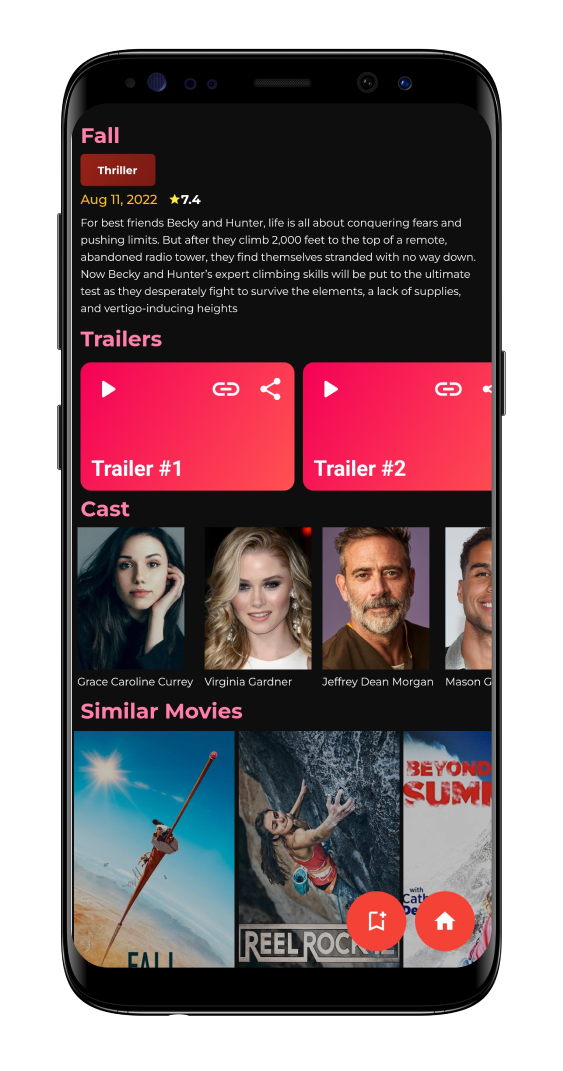 Fall
Thriller
Aug 11, 2022 7.4
For best friends Becky and Hunter, life is all about conquering fears and
pushing limits. But after they climb 2,000 feet to the top of a remote,
abandoned radio tower, they find themselves stranded with no way down.
Now Becky and Hunter’s expert climbing skills will be put to the ultimate
test as they desperately fight to survive the elements, a lack of supplies,
and vertigo-inducing heights
Trailers
Trailer #1
Trailer #2
Cast
Grace Caroline Currey
Virginia Gardner
Jeffrey Dean Morgan
Mason G
Similar Movies
FALL
REEL ROCK
BEYOND
SUMM
with
Cath
De